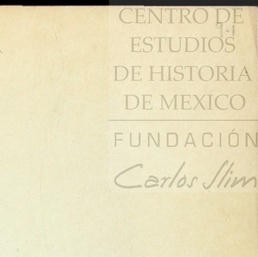 CENTRO DE
ESTUDIOS
DE HISTORIA
DE MEXICO
FUNDACIÓN
Carlos Slim